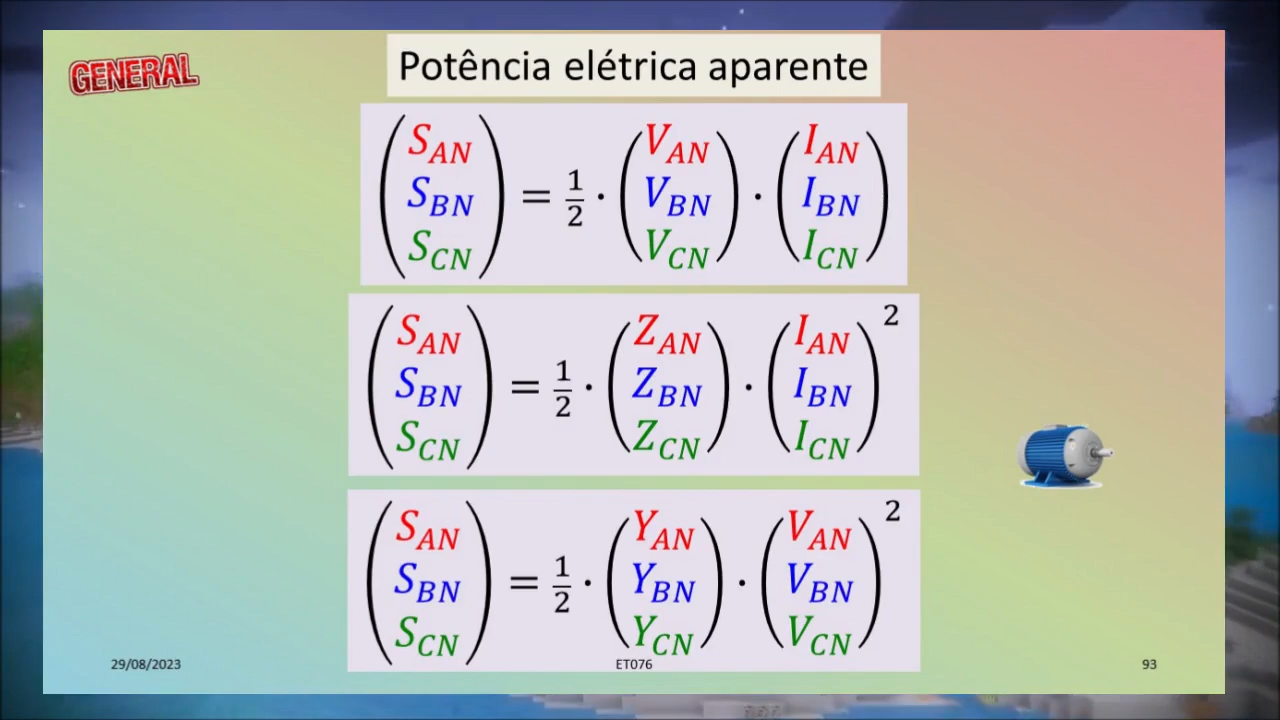 GENERAL
Potência elétrica aparente
(S_AN S_BN S_CN) = 1/2 · (V_AN V_BN V_CN) · (I_AN I_BN I_CN)
(S_AN S_BN S_CN) = 1/2 · (Z_AN Z_BN Z_CN) · (I_AN I_BN I_CN)²
(S_AN S_BN S_CN) = 1/2 · (Y_AN Y_BN Y_CN) · (V_AN V_BN V_CN)²
29/08/2023 ET076 93